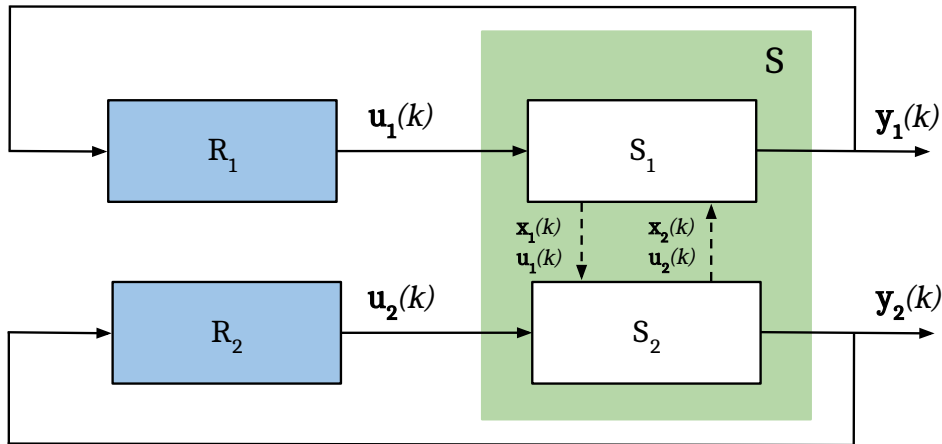 S
u₁(k)
y₁(k)
R₁
S₁
x₁(k)
u₁(k)
x₂(k)
u₂(k)
u₂(k)
y₂(k)
R₂
S₂